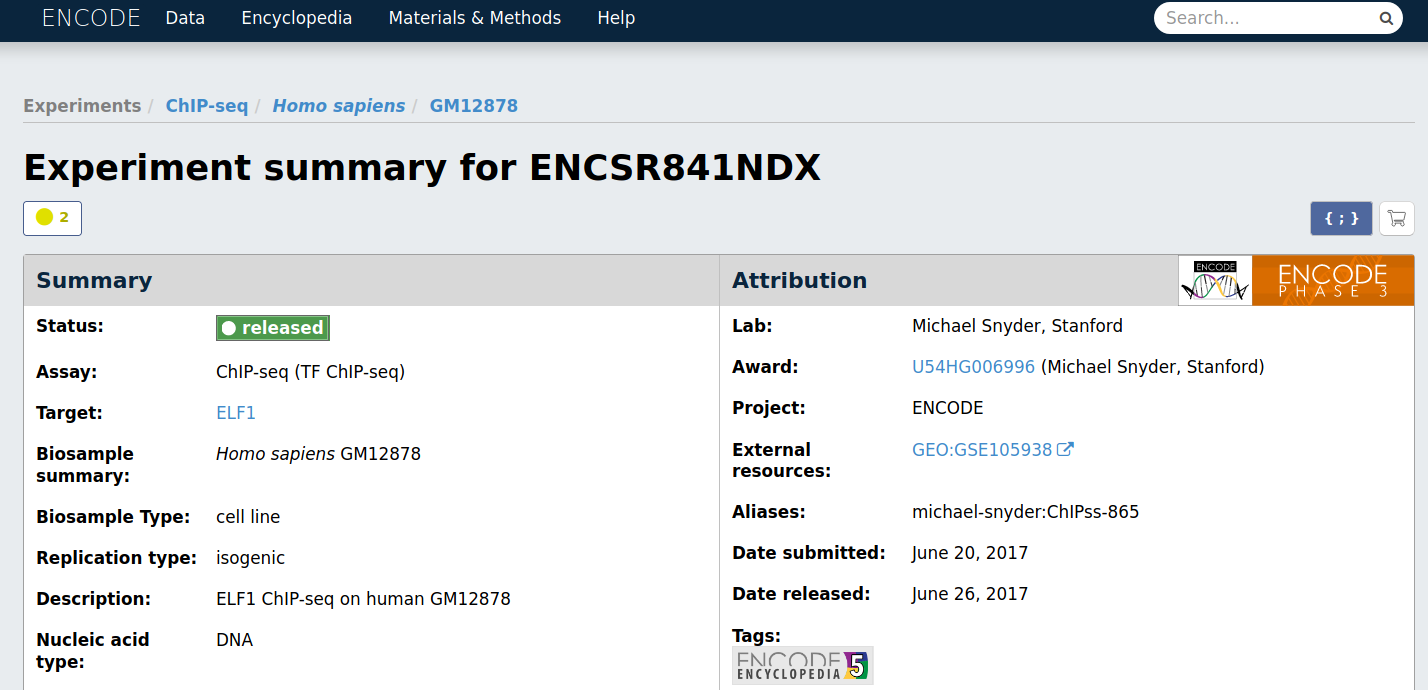 ENCODE Data Encyclopedia Materials & Methods Help Search...
Experiments / ChIP-seq / Homo sapiens / GM12878
Experiment summary for ENCSR841NDX
2
{ ; }
Summary
Status: released
Assay: ChIP-seq (TF ChIP-seq)
Target: ELF1
Biosample summary: Homo sapiens GM12878
Biosample Type: cell line
Replication type: isogenic
Description: ELF1 ChIP-seq on human GM12878
Nucleic acid type: DNA
Attribution
ENCODE
ENCODE
PHASE 3
Lab: Michael Snyder, Stanford
Award: U54HG006996 (Michael Snyder, Stanford)
Project: ENCODE
External resources: GEO:GSE105938
Aliases: michael-snyder:ChIPss-865
Date submitted: June 20, 2017
Date released: June 26, 2017
Tags:
ENCODE
ENCYCLOPEDIA 5